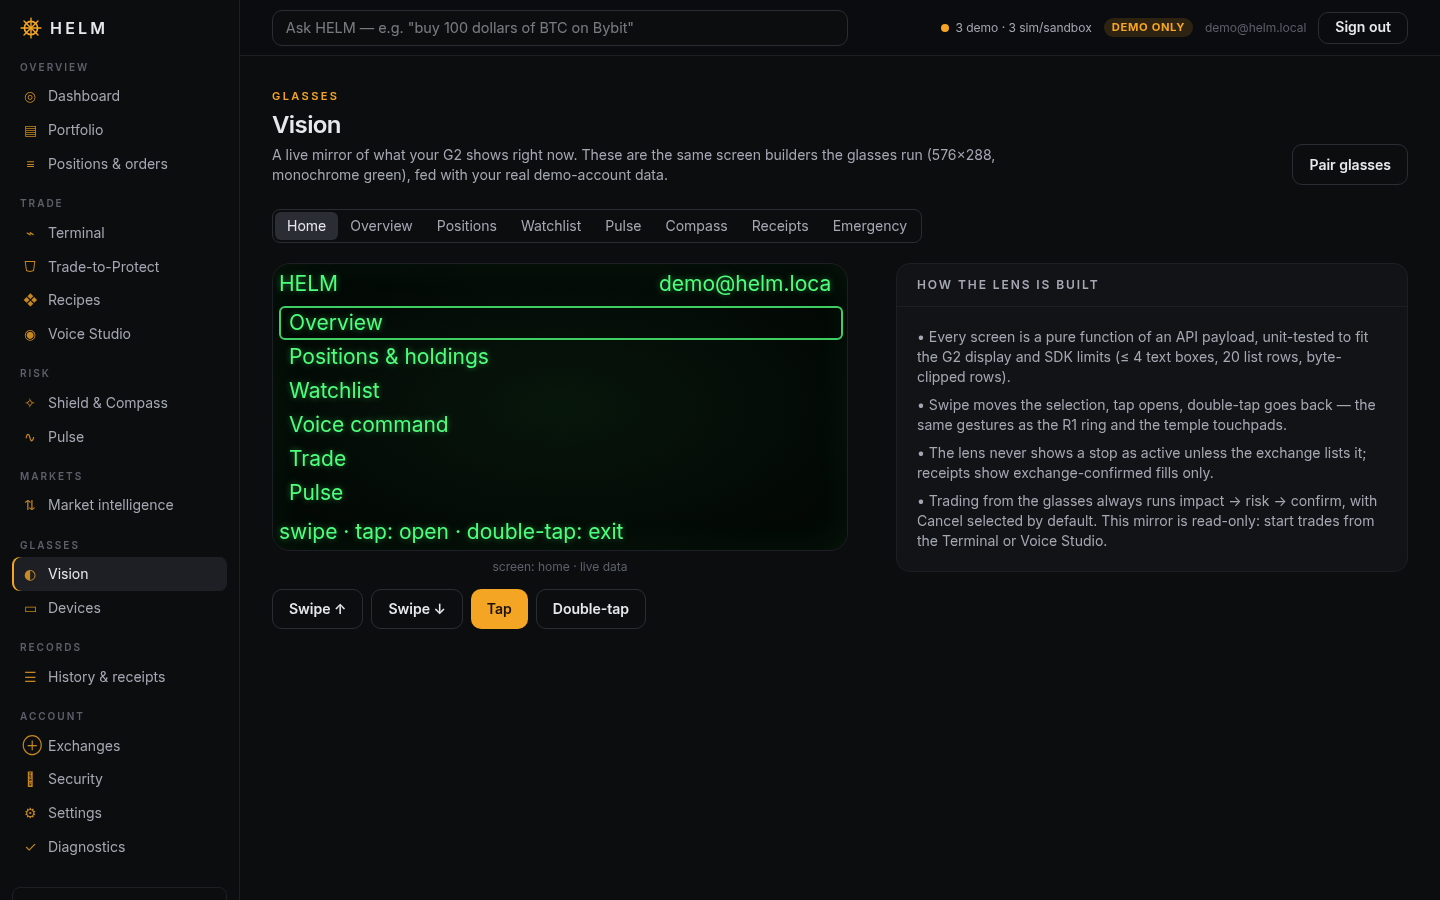 HELM
OVERVIEW
Dashboard
Portfolio
Positions & orders
TRADE
Terminal
Trade-to-Protect
Recipes
Voice Studio
RISK
Shield & Compass
Pulse
MARKETS
Market intelligence
GLASSES
Vision
Devices
RECORDS
History & receipts
ACCOUNT
Exchanges
Security
Settings
Diagnostics
Ask HELM — e.g. "buy 100 dollars of BTC on Bybit"
3 demo · 3 sim/sandbox
DEMO ONLY
demo@helm.local
Sign out
GLASSES
Vision
A live mirror of what your G2 shows right now. These are the same screen builders the glasses run (576×288,
monochrome green), fed with your real demo-account data.
Pair glasses
Home Overview Positions Watchlist Pulse Compass Receipts Emergency
HELM demo@helm.loca
Overview
Positions & holdings
Watchlist
Voice command
Trade
Pulse
swipe · tap: open · double-tap: exit
screen: home · live data
Swipe ↑ Swipe ↓ Tap Double-tap
HOW THE LENS IS BUILT
• Every screen is a pure function of an API payload, unit-tested to fit
the G2 display and SDK limits (≤ 4 text boxes, 20 list rows, byte-
clipped rows).
• Swipe moves the selection, tap opens, double-tap goes back — the
same gestures as the R1 ring and the temple touchpads.
• The lens never shows a stop as active unless the exchange lists it;
receipts show exchange-confirmed fills only.
• Trading from the glasses always runs impact → risk → confirm, with
Cancel selected by default. This mirror is read-only: start trades from
the Terminal or Voice Studio.